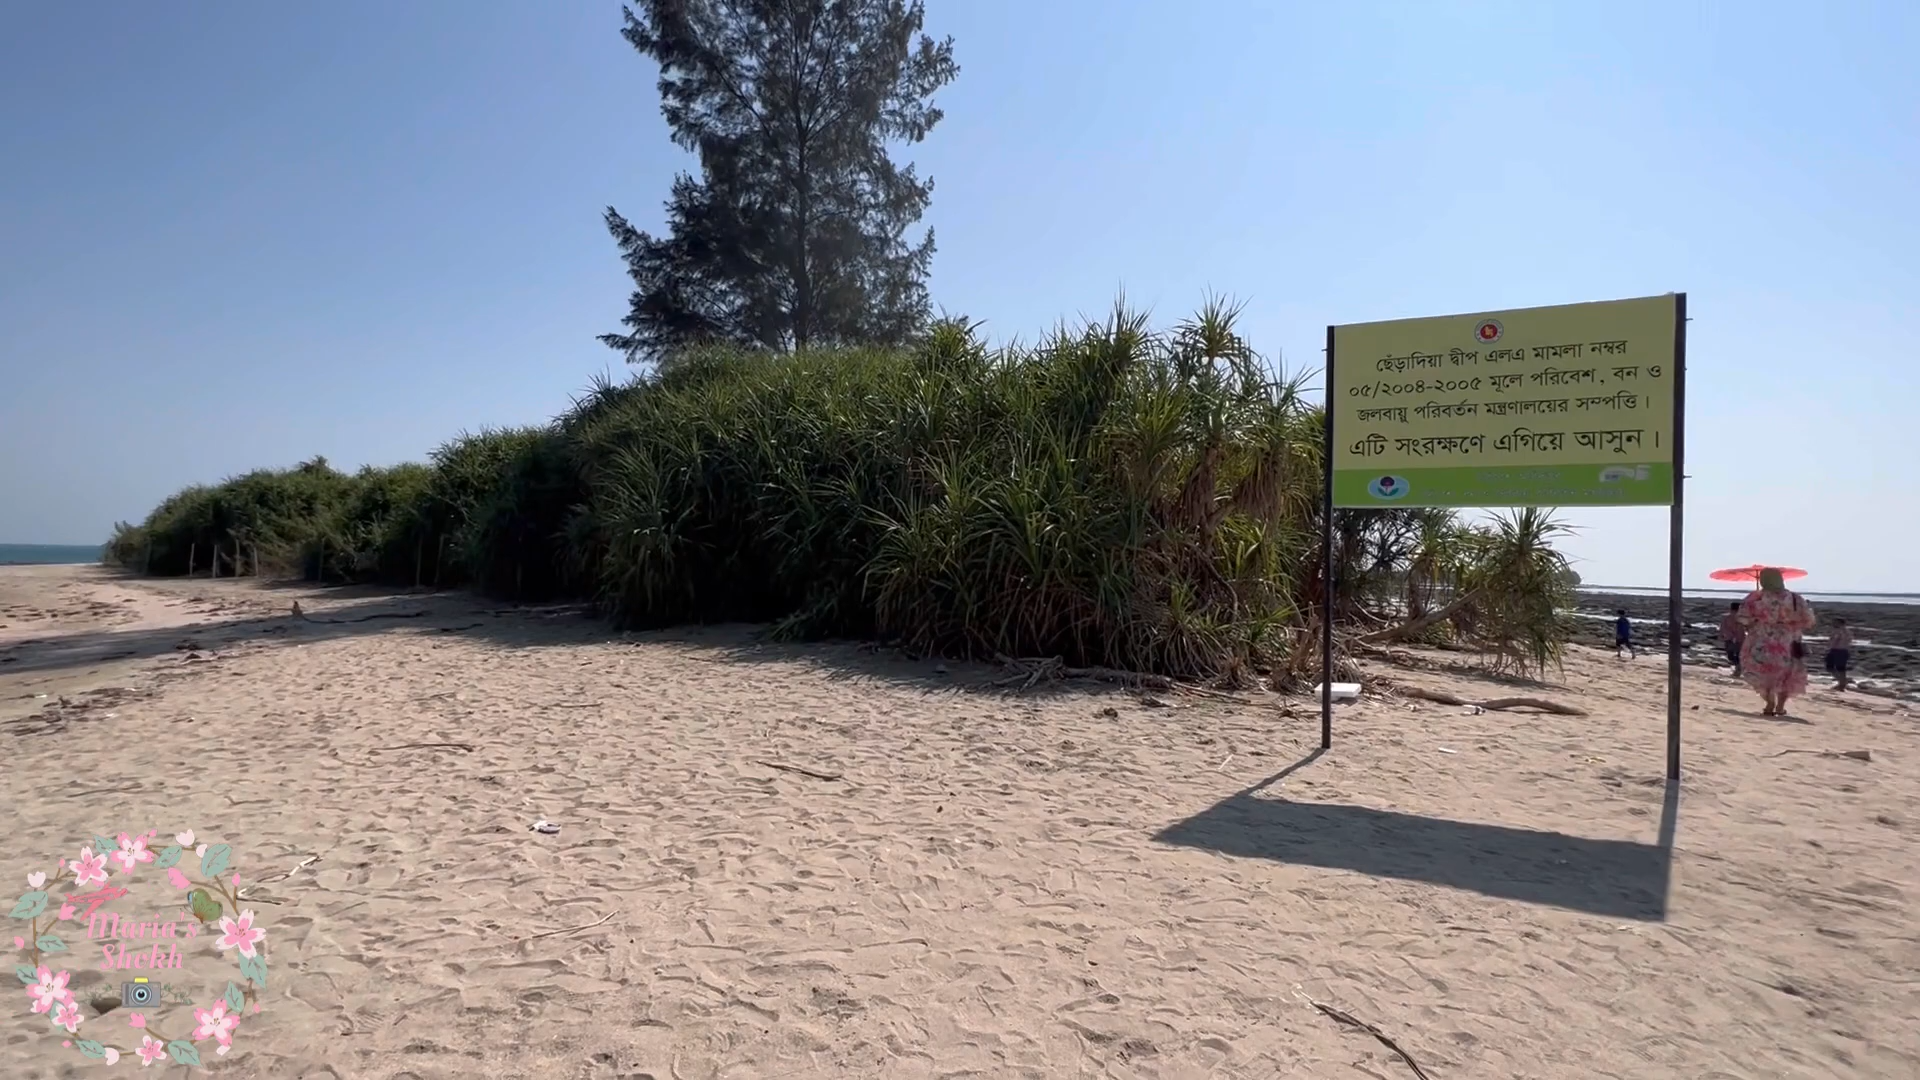 ছেঁড়াদিয়া দ্বীপ এলএ মামলা নম্বর
০৫/২০০৪-২০০৫ মূলে পরিবেশ, বন ও
জলবায়ু পরিবর্তন মন্ত্রণালয়ের সম্পত্তি।
এটি সংরক্ষণে এগিয়ে আসুন।
Maria's
Shekh